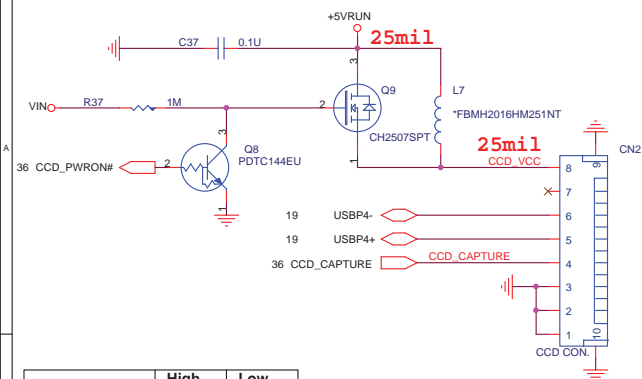 +5VRUN
C37 0.1U
25mil
3
VIN R37 1M
2
Q9
L7
*FBMH2016HM251NT
CH2507SPT
1
3
Q8
PDTC144EU
36 CCD_PWRON# 2
1
25mil
CCD_VCC
CN2
A
9
8
7
19 USBP4- 6
19 USBP4+ 5
36 CCD_CAPTURE CCD_CAPTURE 4
3
2
1
10
CCD CON.
High Low